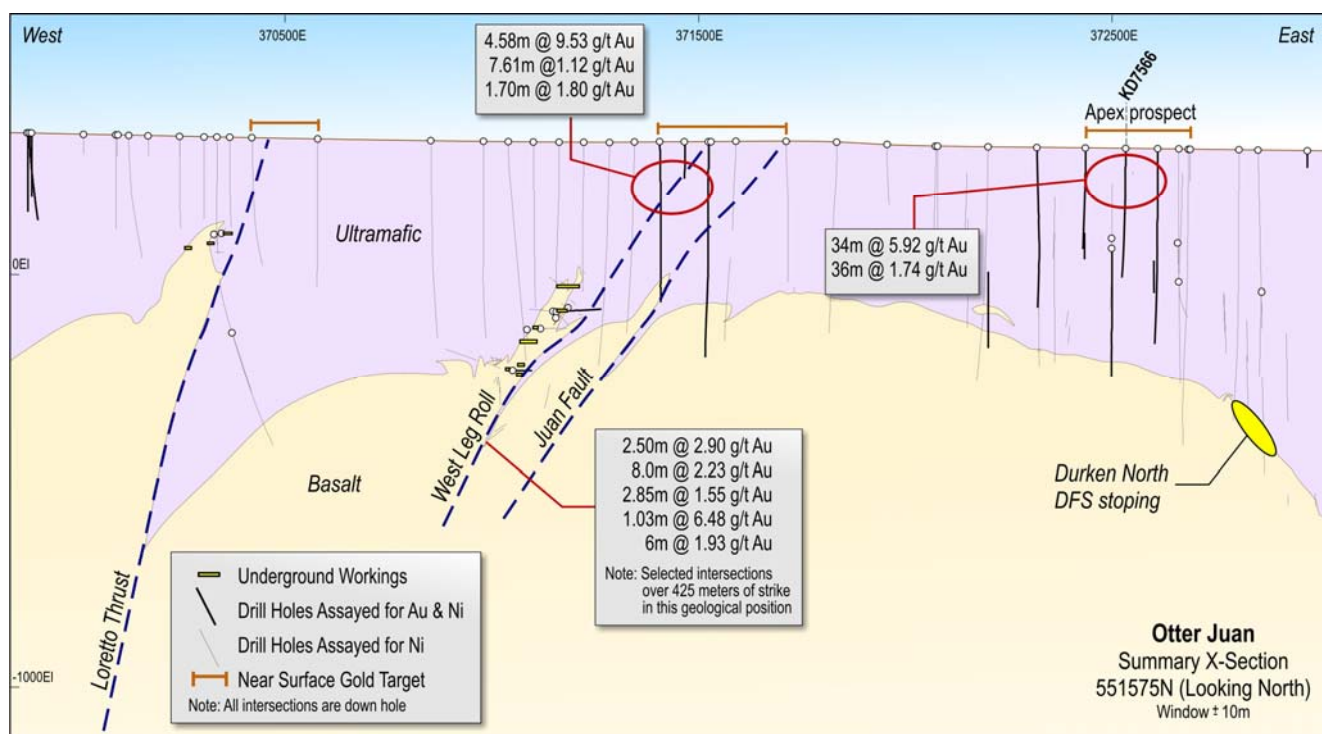 West
370500E
371500E
372500E
East
4.58m @ 9.53 g/t Au
7.61m @1.12 g/t Au
1.70m @ 1.80 g/t Au
KD7566
Apex prospect
Ultramafic
0El
34m @ 5.92 g/t Au
36m @ 1.74 g/t Au
West Leg Roll
Juan Fault
Basalt
2.50m @ 2.90 g/t Au
8.0m @ 2.23 g/t Au
2.85m @ 1.55 g/t Au
1.03m @ 6.48 g/t Au
6m @ 1.93 g/t Au
Note: Selected intersections
over 425 meters of strike
in this geological position
Durken North
DFS stoping
Loretto Thrust
Underground Workings
Drill Holes Assayed for Au & Ni
Drill Holes Assayed for Ni
Near Surface Gold Target
Note: All intersections are down hole
-1000El
Otter Juan
Summary X-Section
551575N (Looking North)
Window ± 10m